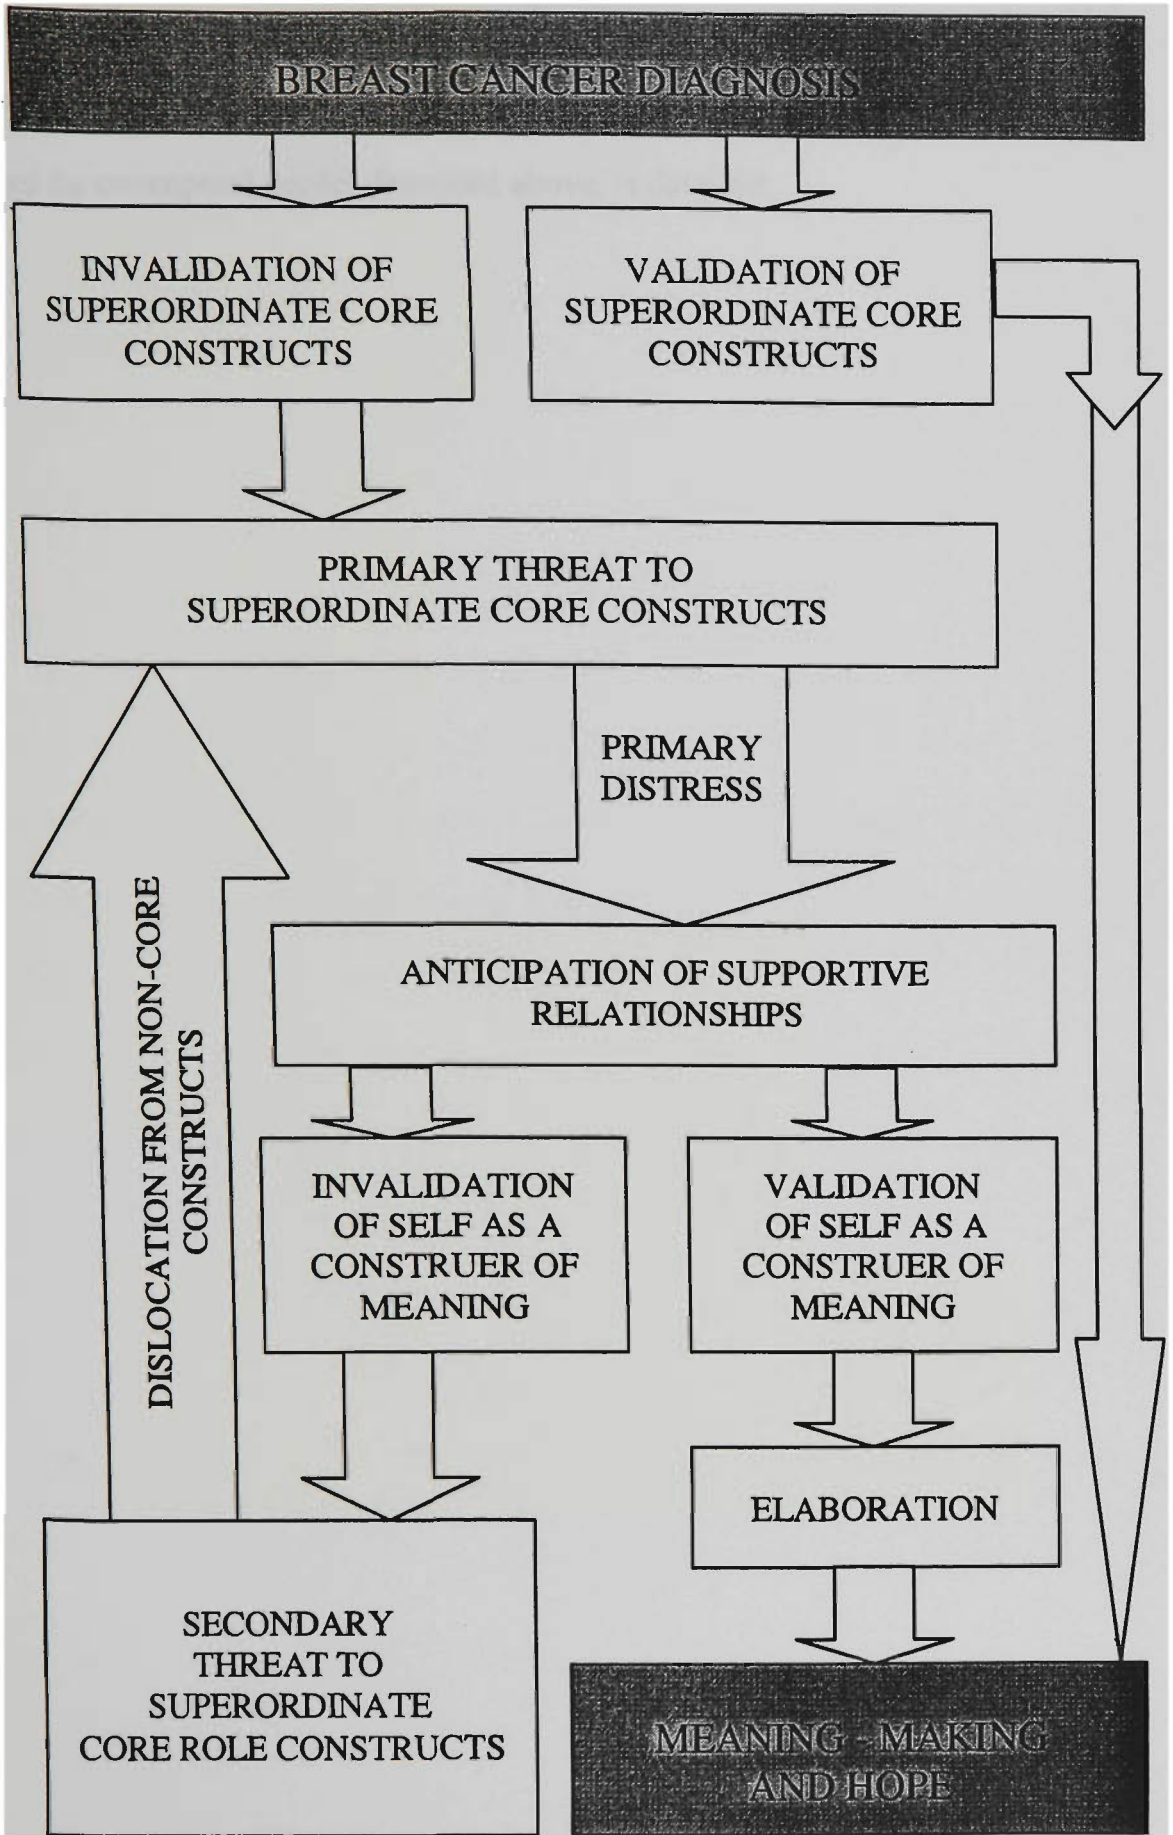 BREAST CANCER DIAGNOSIS
INVALIDATION OF
SUPERORDINATE CORE
CONSTRUCTS
VALIDATION OF
SUPERORDINATE CORE
CONSTRUCTS
PRIMARY THREAT TO
SUPERORDINATE CORE CONSTRUCTS
PRIMARY
DISTRESS
DISLOCATION FROM NON-CORE
CONSTRUCTS
ANTICIPATION OF SUPPORTIVE
RELATIONSHIPS
INVALIDATION
OF SELF AS A
CONSTRUER OF
MEANING
VALIDATION
OF SELF AS A
CONSTRUER OF
MEANING
ELABORATION
SECONDARY
THREAT TO
SUPERORDINATE
CORE ROLE CONSTRUCTS
MEANING - MAKING
AND HOPE